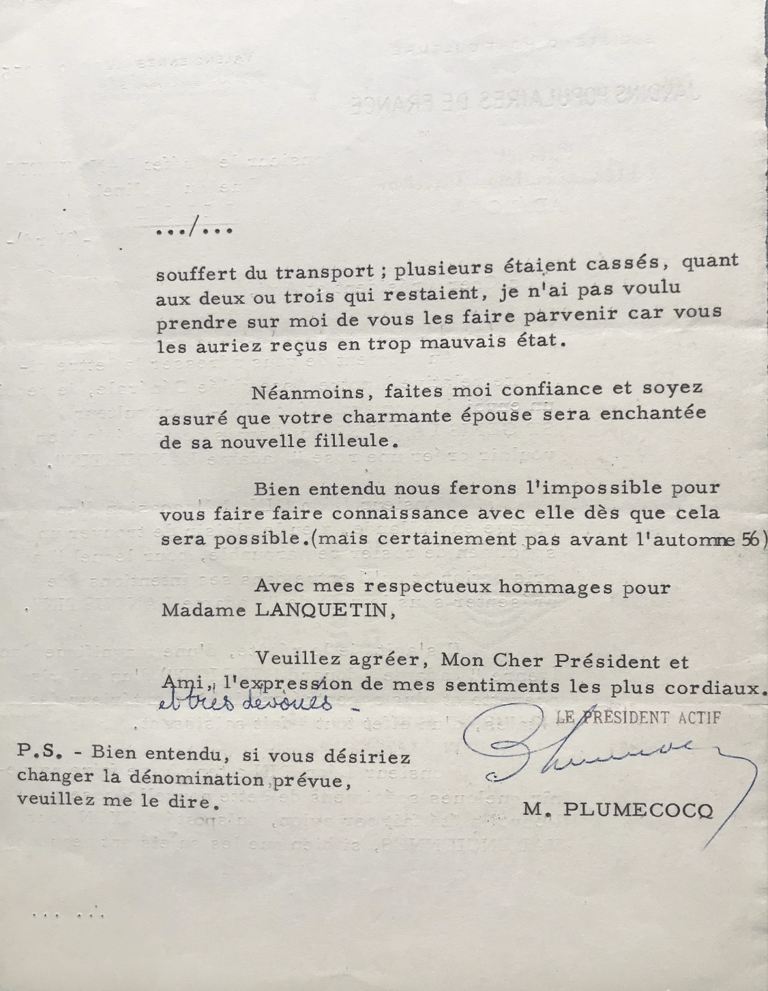 .../...
souffert du transport ; plusieurs étaient cassés, quant
aux deux ou trois qui restaient, je n'ai pas voulu
prendre sur moi de vous les faire parvenir car vous
les auriez reçus en trop mauvais état.
Néanmoins, faites moi confiance et soyez
assuré que votre charmante épouse sera enchantée
de sa nouvelle filleule.
Bien entendu nous ferons l'impossible pour
vous faire faire connaissance avec elle dès que cela
sera possible.(mais certainement pas avant l'automne 56)
Avec mes respectueux hommages pour
Madame LANQUETIN,
Veuillez agréer, Mon Cher Président et
Ami, l'expression de mes sentiments les plus cordiaux.
et très dévoués -
LE PRÉSIDENT ACTIF
P.S. - Bien entendu, si vous désiriez
changer la dénomination prévue,
veuillez me le dire.
M. PLUMECOCQ
JARDINS POPULAIRES DE FRANCE